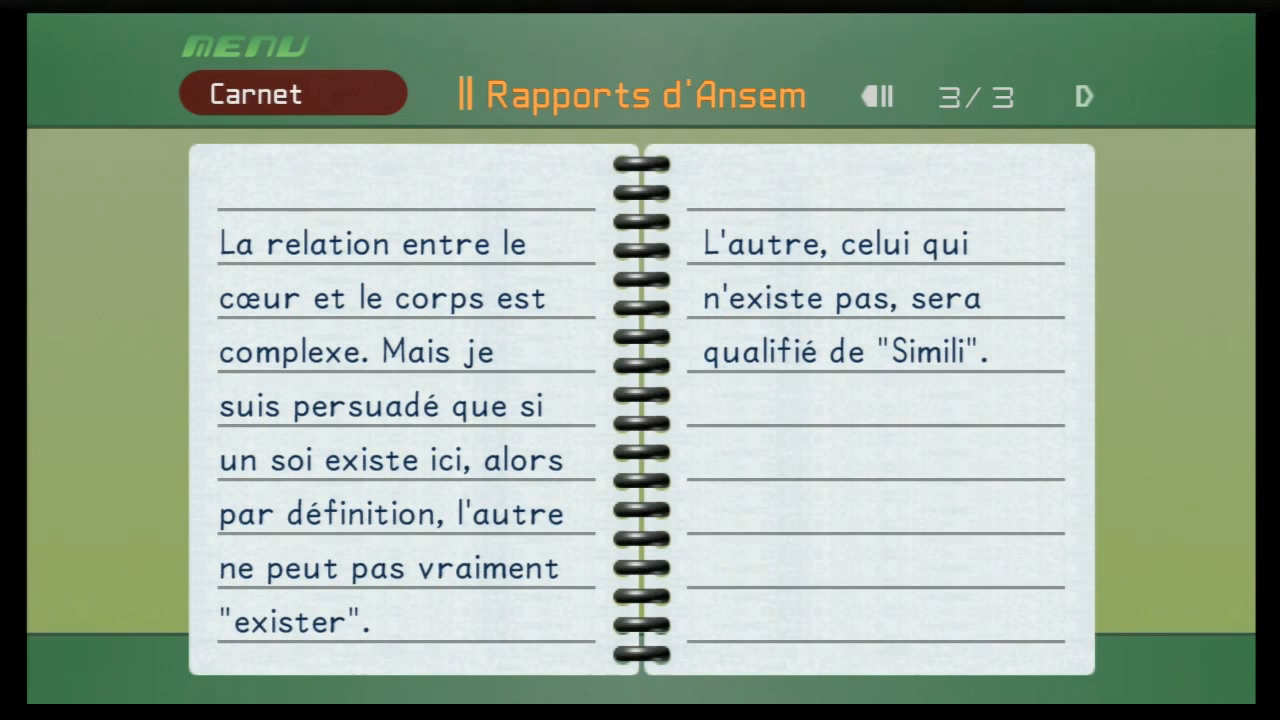 MENU
Carnet
Rapports d'Ansem
3/3
La relation entre le
cœur et le corps est
complexe. Mais je
suis persuadé que si
un soi existe ici, alors
par définition, l'autre
ne peut pas vraiment
"exister".
L'autre, celui qui
n'existe pas, sera
qualifié de "Simili".